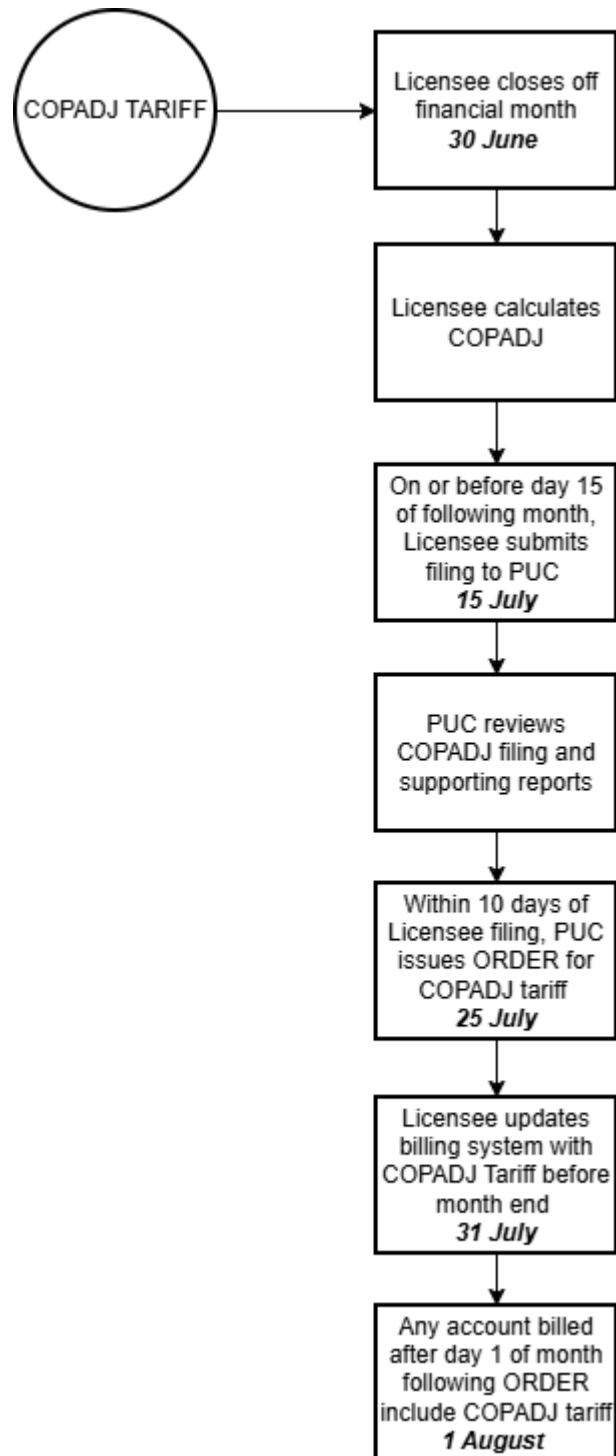 COPADJ TARIFF
Licensee closes off
financial month
30 June
Licensee calculates
COPADJ
On or before day 15
of following month,
Licensee submits
filing to PUC
15 July
PUC reviews
COPADJ filing and
supporting reports
Within 10 days of
Licensee filing, PUC
issues ORDER for
COPADJ tariff
25 July
Licensee updates
billing system with
COPADJ Tariff before
month end
31 July
Any account billed
after day 1 of month
following ORDER
include COPADJ tariff
1 August